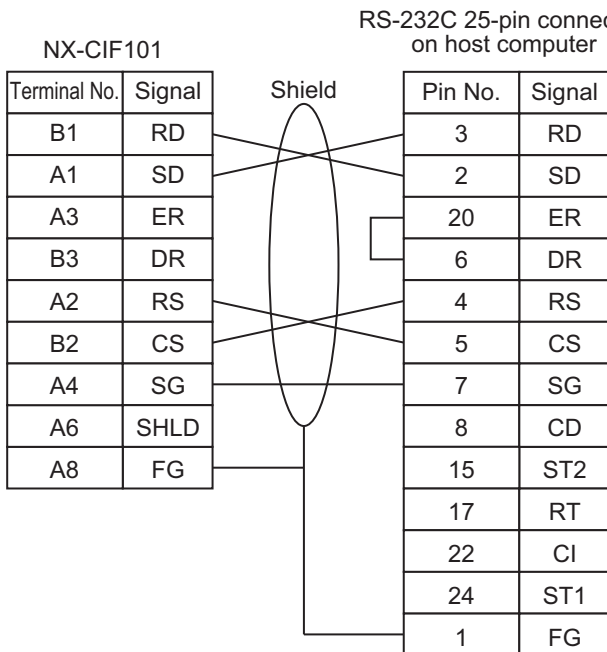 RS-232C 25-pin
on host computer
NX-CIF101
Shield
Terminal No. Signal
B1 RD
A1 SD
A3 ER
B3 DR
A2 RS
B2 CS
A4 SG
A6 SHLD
A8 FG
Pin No. Signal
3 RD
2 SD
20 ER
6 DR
4 RS
5 CS
7 SG
8 CD
15 ST2
17 RT
22 CI
24 ST1
1 FG